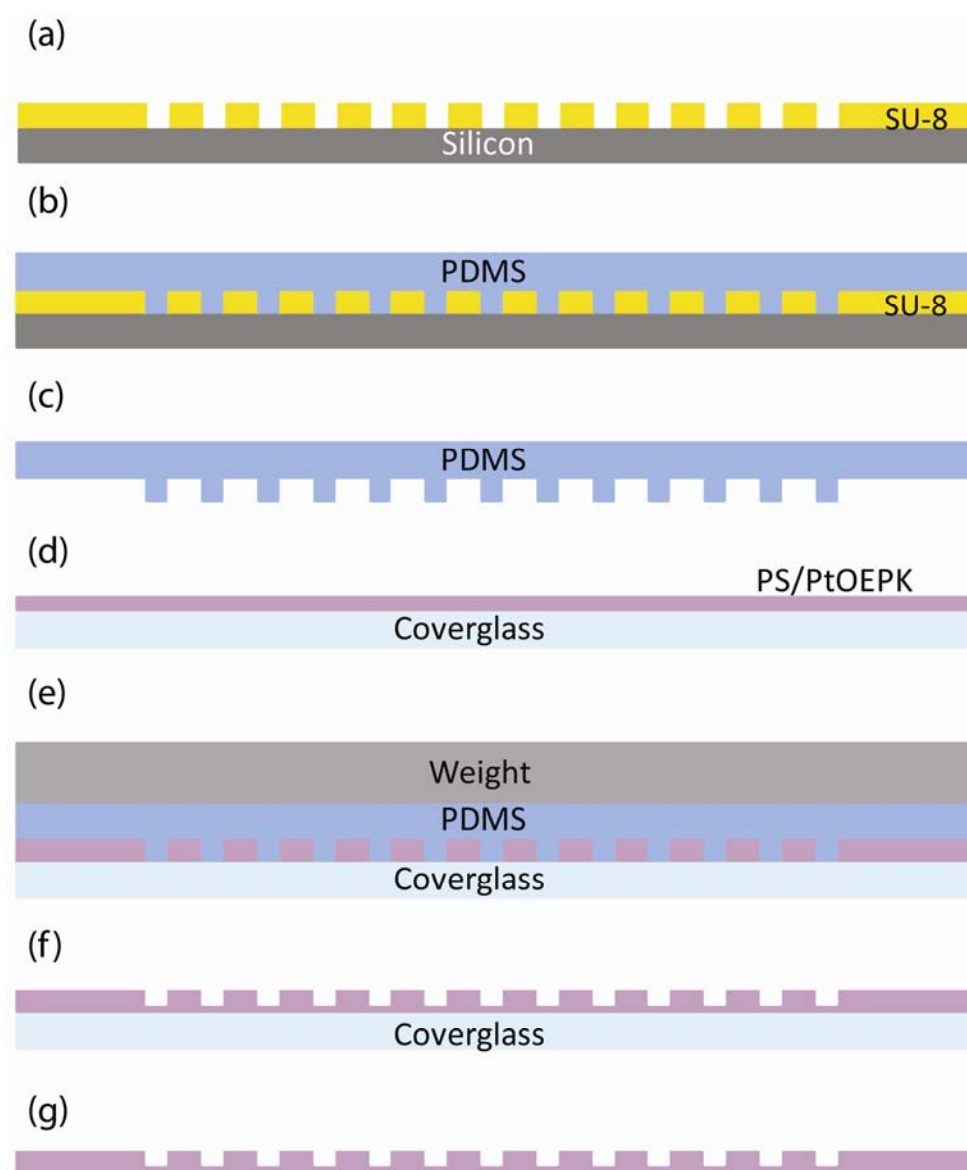 (a)
SU-8
Silicon
(b)
PDMS
SU-8
(c)
PDMS
(d)
PS/PtOEPK
Coverglass
(e)
Weight
PDMS
Coverglass
(f)
Coverglass
(g)